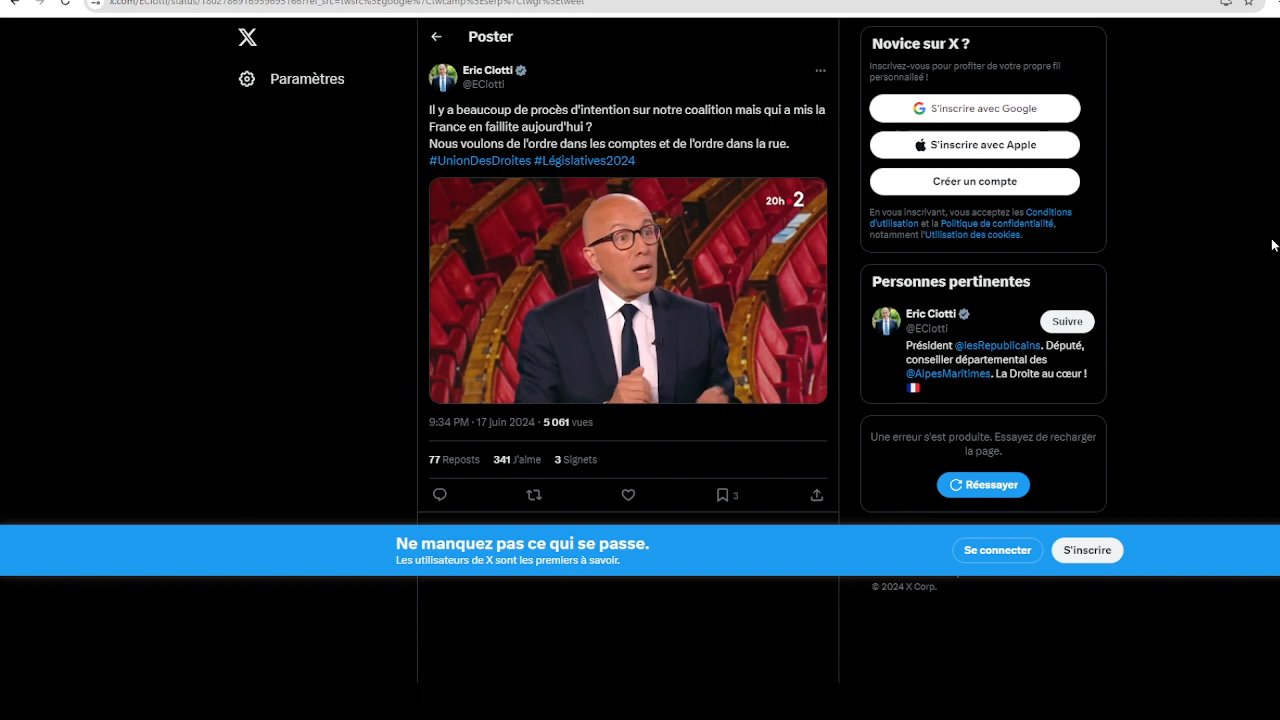 Poster
Paramètres
Eric Ciotti
@ECiotti
Il y a beaucoup de procès d'intention sur notre coalition mais qui a mis la
France en faillite aujourd'hui ?
Nous voulons de l'ordre dans les comptes et de l'ordre dans la rue.
#UnionDesDroites #Législatives2024
20h 2
9:34 PM · 17 juin 2024 · 5 061 vues
77 Reposts 341 J'aime 3 Signets
3
Novice sur X ?
Inscrivez-vous pour profiter de votre propre fil
personnalisé !
S'inscrire avec Google
S'inscrire avec Apple
Créer un compte
En vous inscrivant, vous acceptez les Conditions
d'utilisation et la Politique de confidentialité,
notamment l'Utilisation des cookies.
Personnes pertinentes
Eric Ciotti
@ECiotti
Suivre
Président @lesRepublicains. Député,
conseiller départemental des
@AlpesMaritimes. La Droite au cœur !
Une erreur s'est produite. Essayez de recharger
la page.
Réessayer
Ne manquez pas ce qui se passe.
Les utilisateurs de X sont les premiers à savoir.
Se connecter
S'inscrire
© 2024 X Corp.